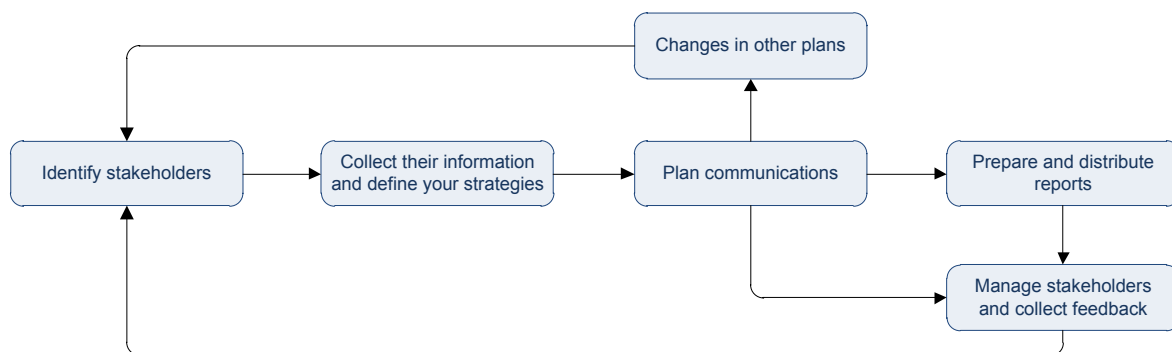 Changes in other plans
Identify stakeholders
Collect their information
and define your strategies
Plan communications
Prepare and distribute
reports
Manage stakeholders
and collect feedback